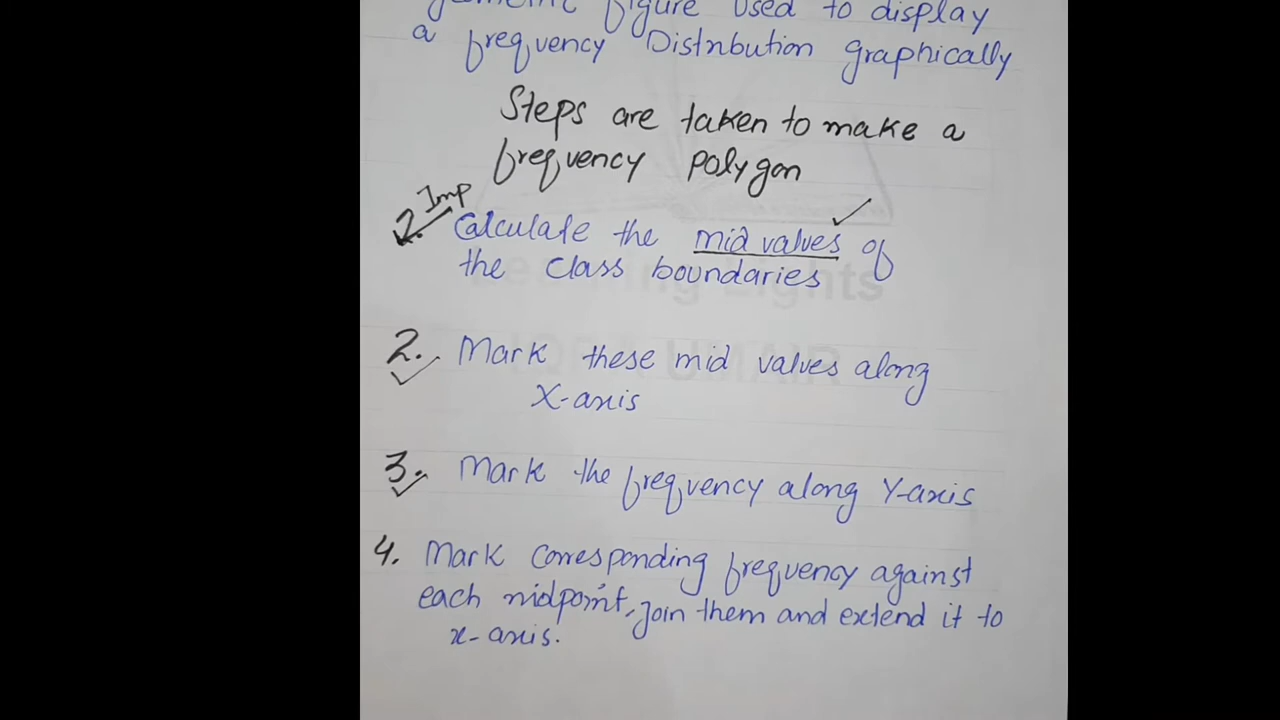 geometric figure used to display
a frequency Distribution graphically
Steps are taken to make a
frequency polygon
Imp
1. Calculate the mid values of
the class boundaries
2. Mark these mid values along
X-axis
3. Mark the frequency along Y-axis
4. Mark corresponding frequency against
each midpoint, join them and extend it to
x-axis.